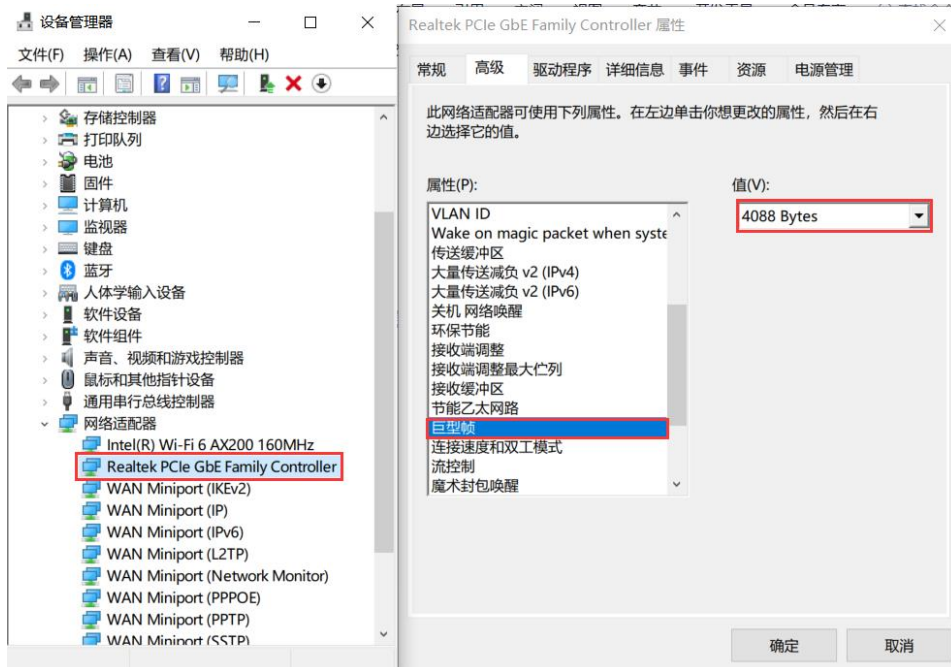 设备管理器
文件(F) 操作(A) 查看(V) 帮助(H)
存储控制器
打印队列
电池
固件
计算机
监视器
键盘
蓝牙
人体学输入设备
软件设备
软件组件
声音、视频和游戏控制器
鼠标和其他指针设备
通用串行总线控制器
网络适配器
Intel(R) Wi-Fi 6 AX200 160MHz
Realtek PCIe GbE Family Controller
WAN Miniport (IKEv2)
WAN Miniport (IP)
WAN Miniport (IPv6)
WAN Miniport (L2TP)
WAN Miniport (Network Monitor)
WAN Miniport (PPPOE)
WAN Miniport (PPTP)
WAN Miniport (SSTP)
Realtek PCIe GbE Family Controller 属性
常规 高级 驱动程序 详细信息 事件 资源 电源管理
此网络适配器可使用下列属性。在左边单击你想更改的属性，然后在右
边选择它的值。
属性(P):
值(V):
VLAN ID
Wake on magic packet when syste
传送缓冲区
大量传送减负 v2 (IPv4)
大量传送减负 v2 (IPv6)
关机 网络唤醒
环保节能
接收端调整
接收端调整最大伫列
接收缓冲区
节能乙太网路
巨型帧
连接速度和双工模式
流控制
魔术封包唤醒
4088 Bytes
确定 取消